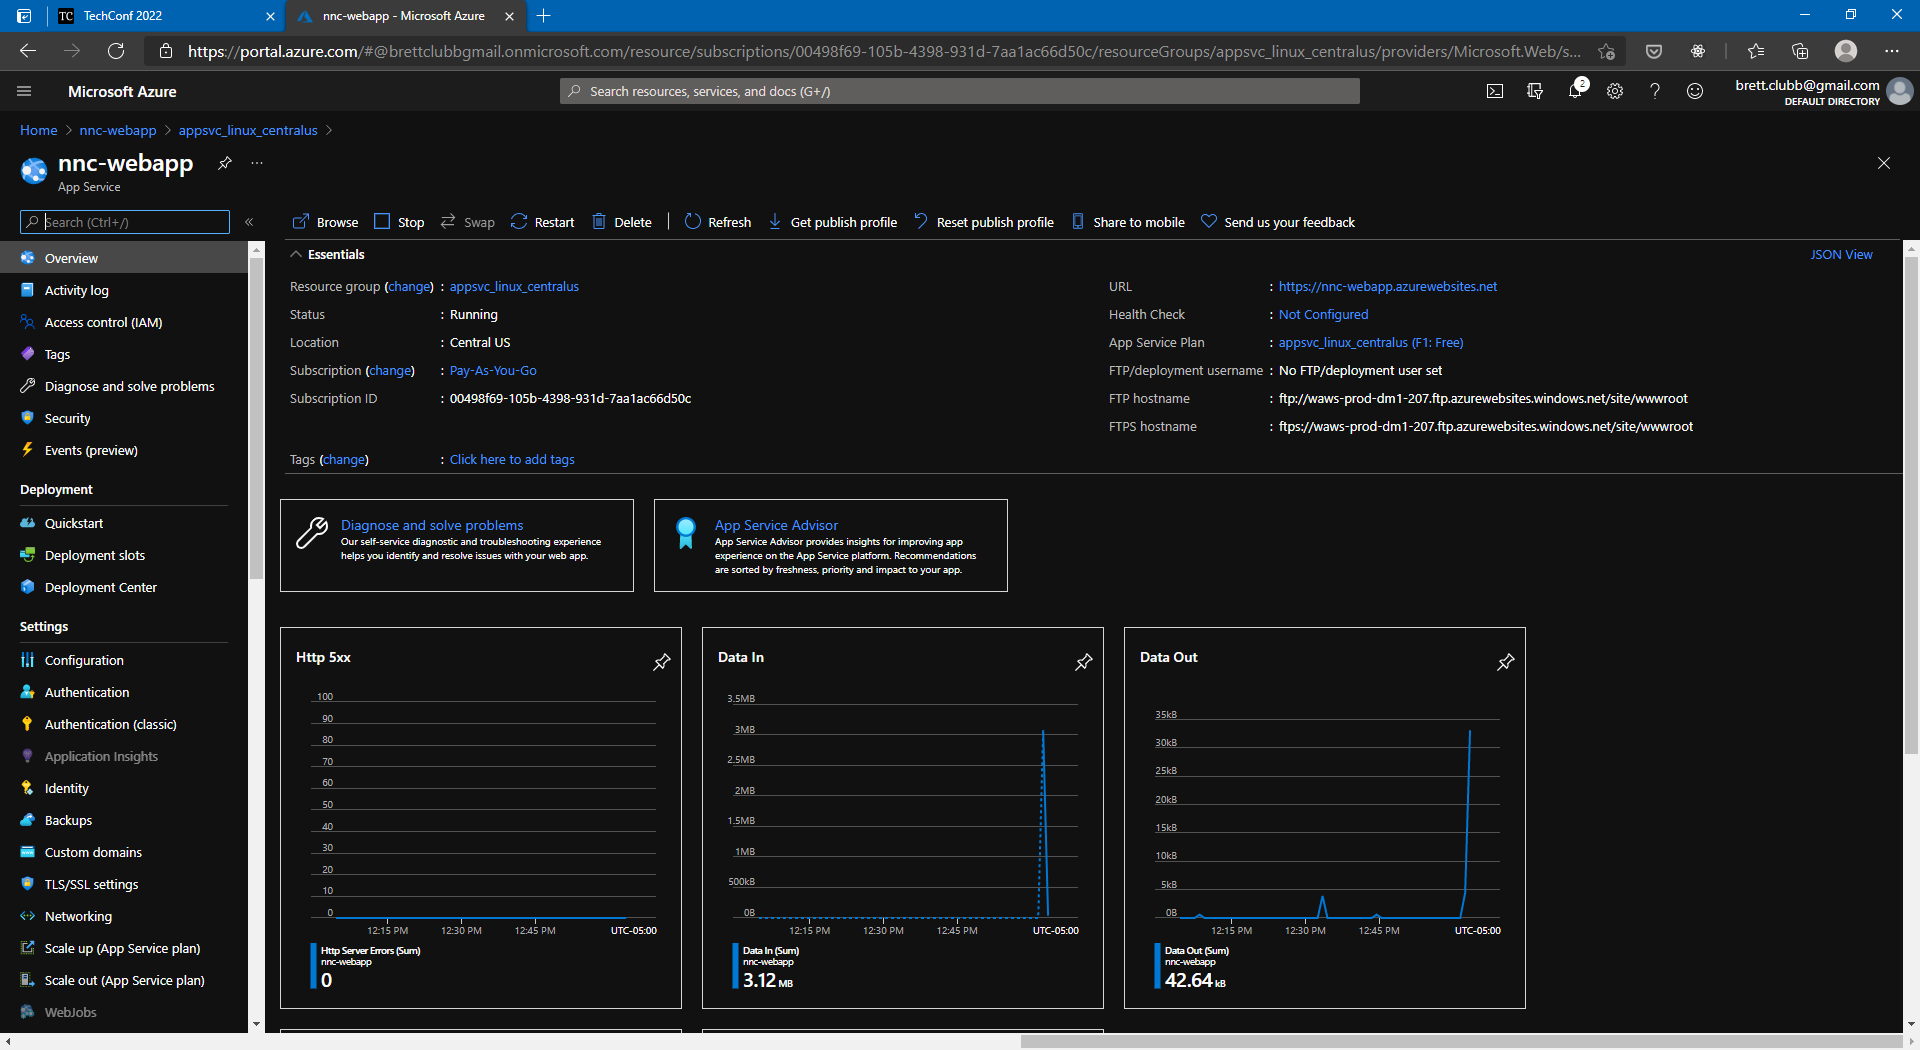 TC TechConf 2022
nnc-webapp - Microsoft Azure
https://portal.azure.com/#@brettclubbgmail.onmicrosoft.com/resource/subscriptions/00498f69-105b-4398-931d-7aa1ac66d50c/resourceGroups/appsvc_linux_centralus/providers/Microsoft.Web/s...
Microsoft Azure
Search resources, services, and docs (G+/)
2
brett.clubb@gmail.com
DEFAULT DIRECTORY
Home > nnc-webapp > appsvc_linux_centralus >
nnc-webapp
App Service
Search (Ctrl+/)
Browse Stop Swap Restart Delete Refresh Get publish profile Reset publish profile Share to mobile Send us your feedback
Overview
Activity log
Access control (IAM)
Tags
Diagnose and solve problems
Security
Events (preview)
Deployment
Quickstart
Deployment slots
Deployment Center
Settings
Configuration
Authentication
Authentication (classic)
Application Insights
Identity
Backups
Custom domains
TLS/SSL settings
Networking
Scale up (App Service plan)
Scale out (App Service plan)
WebJobs
Essentials
JSON View
Resource group (change) : appsvc_linux_centralus
Status : Running
Location : Central US
Subscription (change) : Pay-As-You-Go
Subscription ID : 00498f69-105b-4398-931d-7aa1ac66d50c
Tags (change) : Click here to add tags
URL : https://nnc-webapp.azurewebsites.net
Health Check : Not Configured
App Service Plan : appsvc_linux_centralus (F1: Free)
FTP/deployment username : No FTP/deployment user set
FTP hostname : ftp://waws-prod-dm1-207.ftp.azurewebsites.windows.net/site/wwwroot
FTPS hostname : ftps://waws-prod-dm1-207.ftp.azurewebsites.windows.net/site/wwwroot
Diagnose and solve problems
Our self-service diagnostic and troubleshooting experience
helps you identify and resolve issues with your web app.
App Service Advisor
App Service Advisor provides insights for improving app
experience on the App Service platform. Recommendations
are sorted by freshness, priority and impact to your app.
Http 5xx
100
90
80
70
60
50
40
30
20
10
0
12:15 PM 12:30 PM 12:45 PM UTC-05:00
Http Server Errors (Sum)
nnc-webapp
0
Data In
3.5MB
3MB
2.5MB
2MB
1.5MB
1MB
500kB
0B
12:15 PM 12:30 PM 12:45 PM UTC-05:00
Data In (Sum)
nnc-webapp
3.12 MB
Data Out
35kB
30kB
25kB
20kB
15kB
10kB
5kB
0B
12:15 PM 12:30 PM 12:45 PM UTC-05:00
Data Out (Sum)
nnc-webapp
42.64 kB